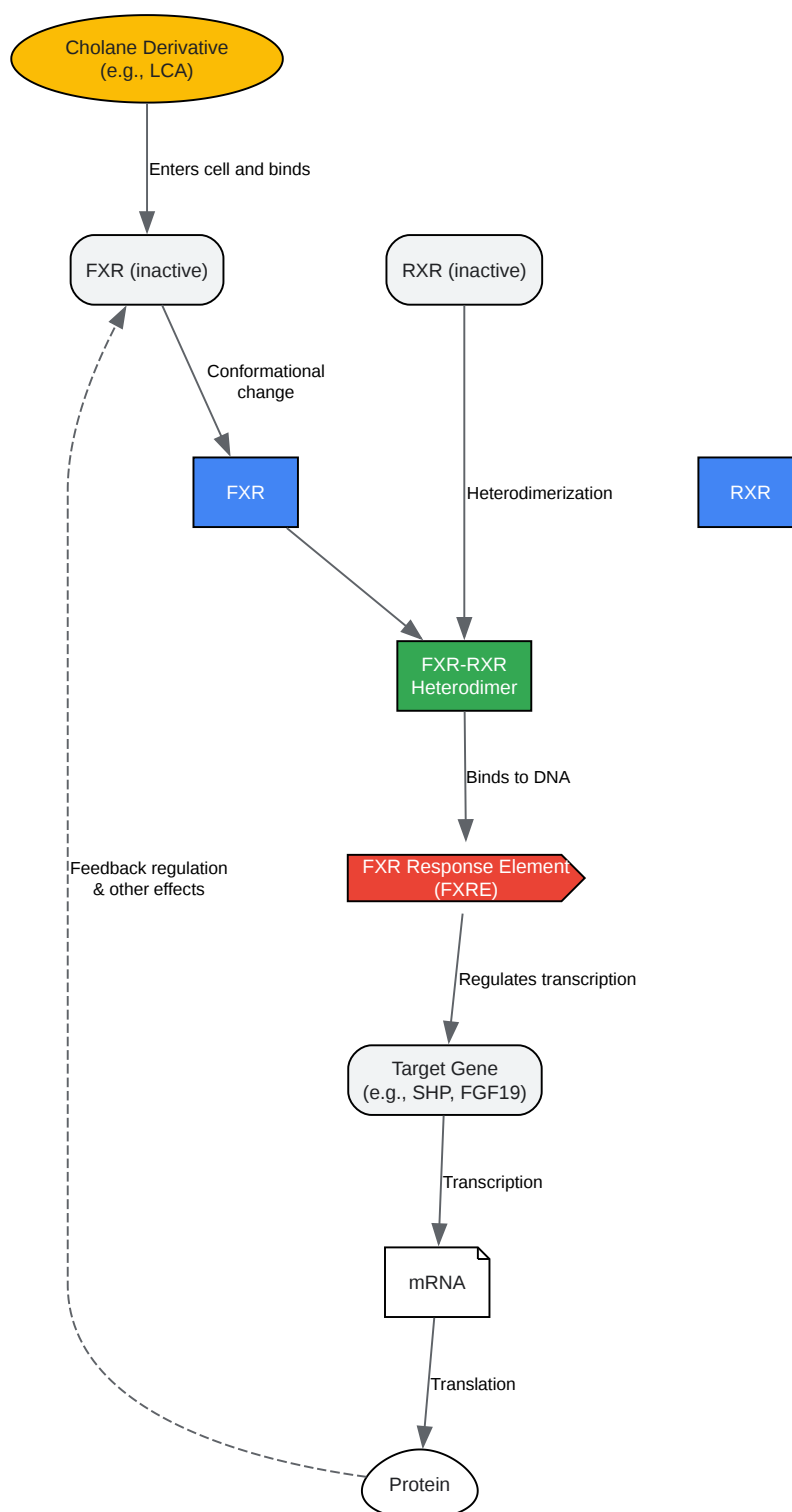 Cholane Derivative
(e.g., LCA)
Enters cell and binds
FXR (inactive)
RXR (inactive)
Conformational
change
FXR
Heterodimerization
RXR
FXR-RXR
Heterodimer
Binds to DNA
FXR Response Element
(FXRE)
Feedback regulation
& other effects
Regulates transcription
Target Gene
(e.g., SHP, FGF19)
Transcription
mRNA
Translation
Protein